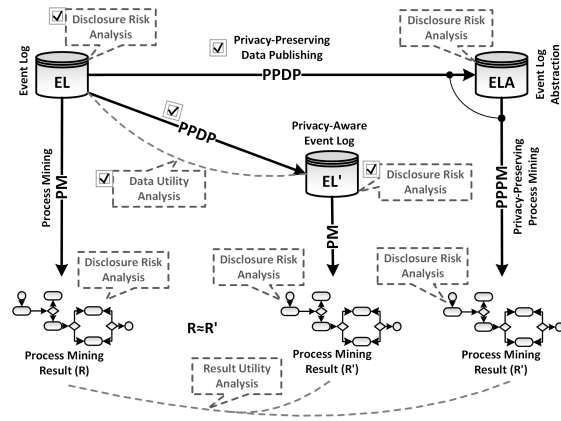 Disclosure Risk
Analysis
Privacy-Preserving
Data Publishing
Disclosure Risk
Analysis
Event Log
EL
PPDP
ELA
Event Log
Abstraction
PPDP
Privacy-Aware
Event Log
Process Mining
PM
Data Utility
Analysis
EL'
Disclosure Risk
Analysis
PPPM
Privacy-Preserving
Process Mining
PM
Disclosure Risk
Analysis
Disclosure Risk
Analysis
Disclosure Risk
Analysis
R≈R'
Process Mining
Result (R)
Process Mining
Result (R')
Process Mining
Result (R')
Result Utility
Analysis